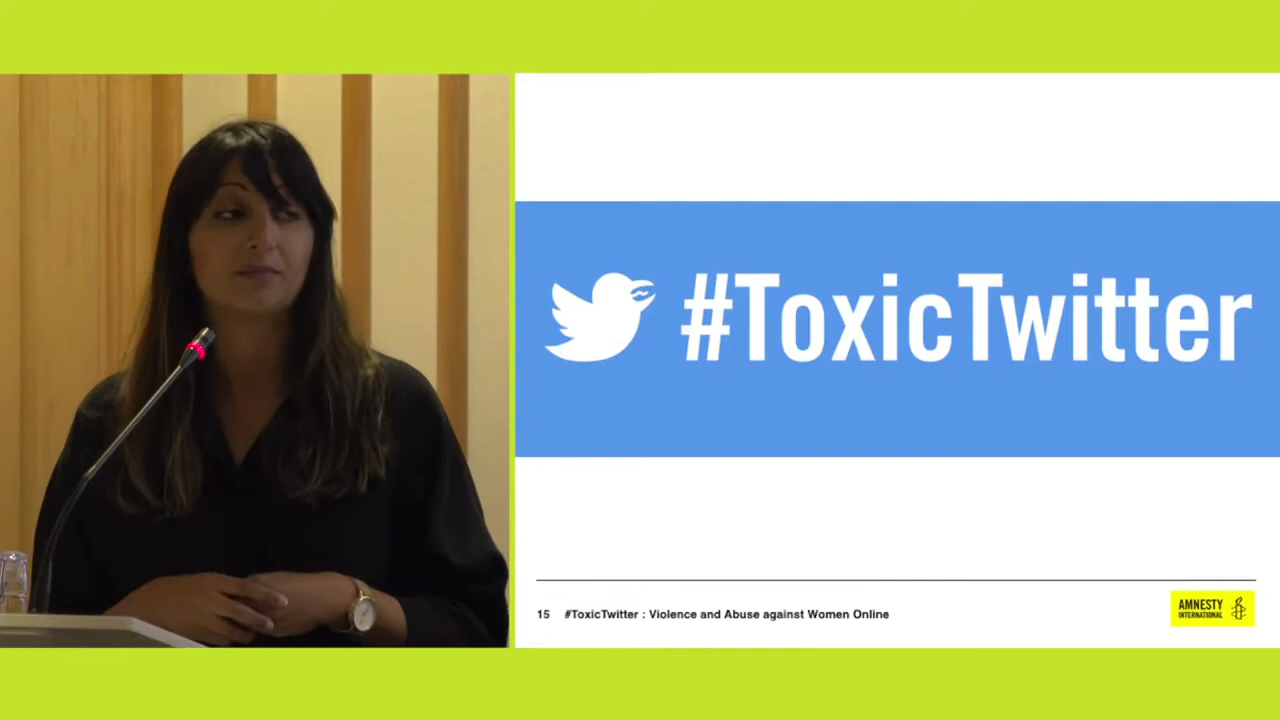 #ToxicTwitter
15 #ToxicTwitter : Violence and Abuse against Women Online
AMNESTY
INTERNATIONAL